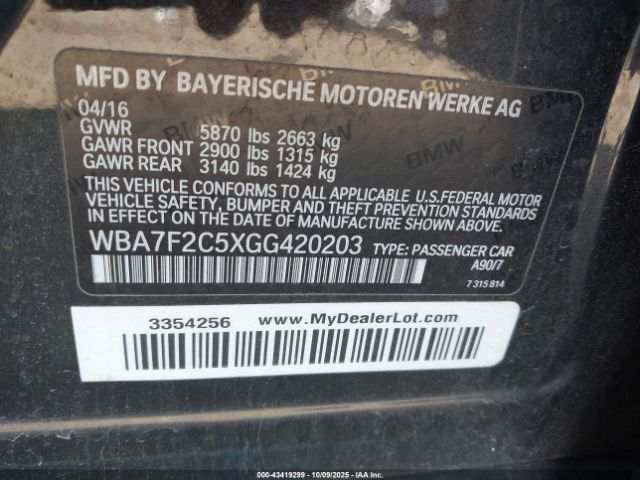 MFD BY BAYERISCHE MOTOREN WERKE AG
04/16
GVWR 5870 lbs 2663 kg
GAWR FRONT 2900 lbs 1315 kg
GAWR REAR 3140 lbs 1424 kg
THIS VEHICLE CONFORMS TO ALL APPLICABLE U.S.FEDERAL MOTOR
VEHICLE SAFETY, BUMPER AND THEFT PREVENTION STANDARDS
IN EFFECT ON THE DATE OF MANUFACTURE SHOWN ABOVE.
WBA7F2C5XGG420203 TYPE: PASSENGER CAR
A90/7
7 315 814
3354256 www.MyDealerLot.com
000-43419299 - 10/09/2025 - IAAI.COM